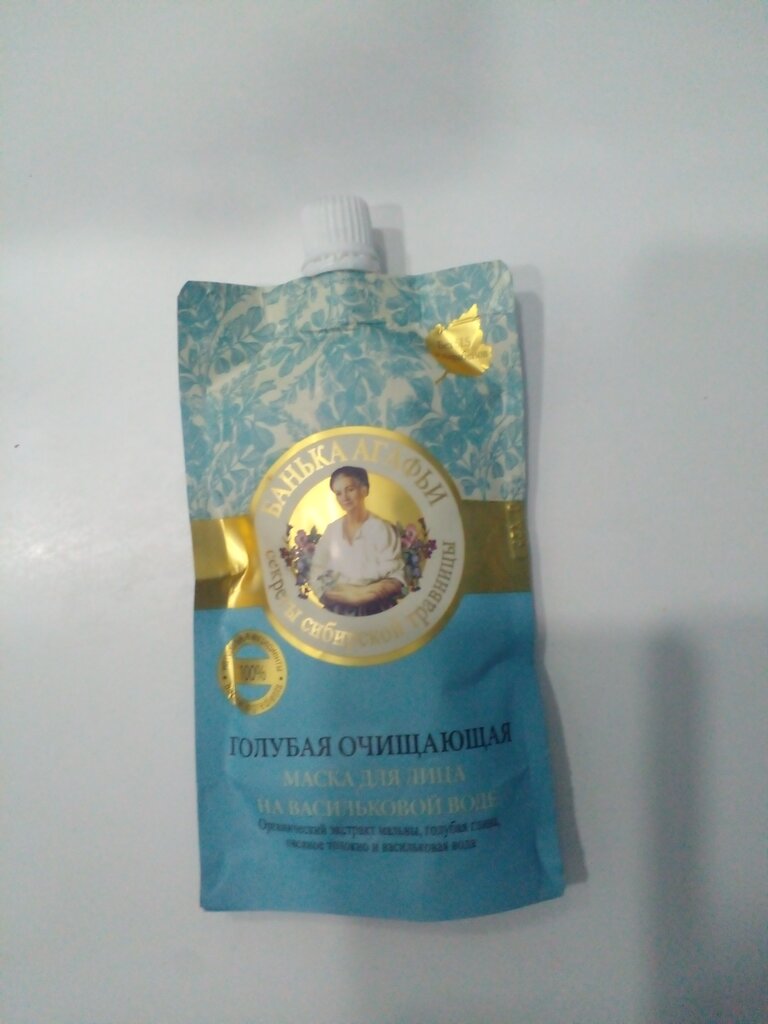 БАНЬКА АГАФЬИ
секреты сибирской травницы
100%
ГОЛУБАЯ ОЧИЩАЮЩАЯ
МАСКА ДЛЯ ЛИЦА
НА ВАСИЛЬКОВОЙ ВОДЕ
Органический экстракт мальвы, голубая глина,
овсяное толокно и васильковая вода